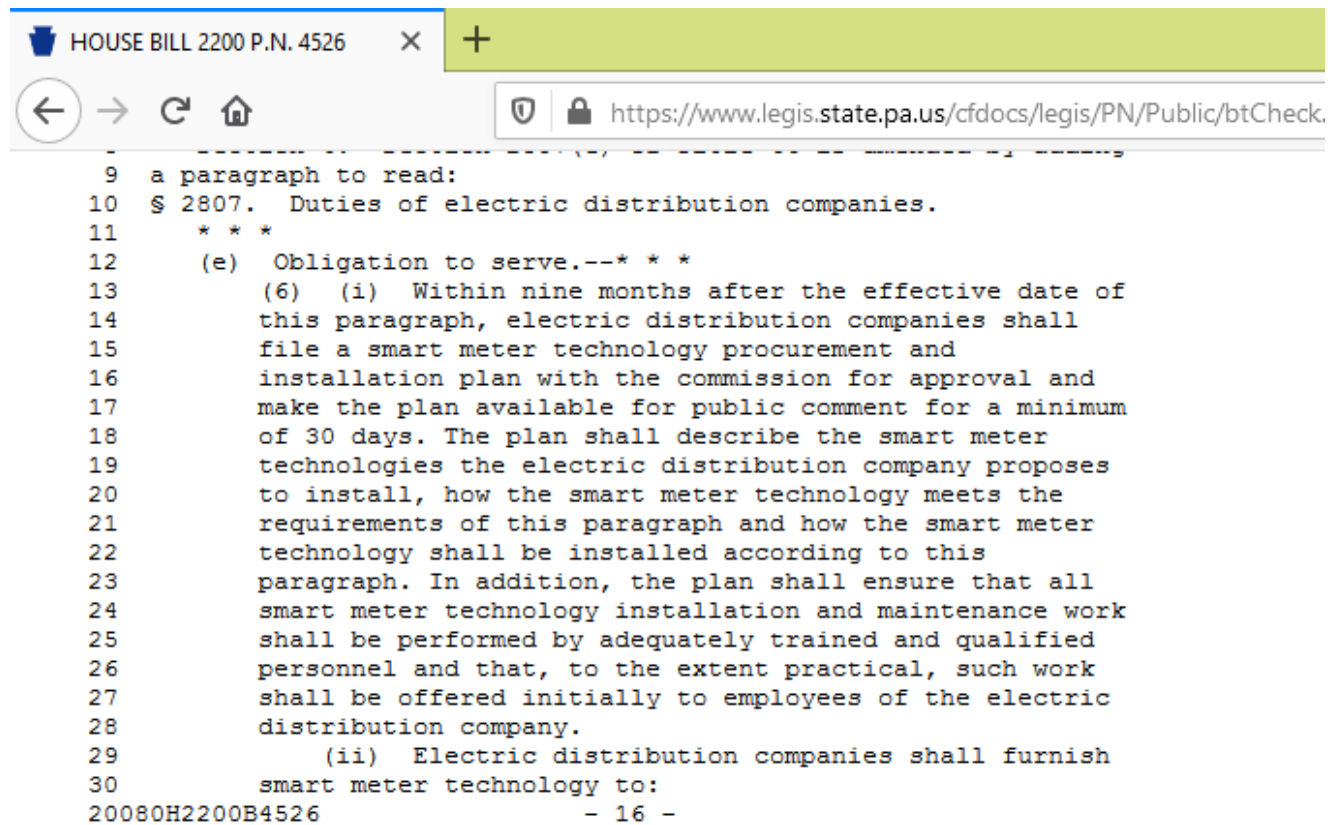 HOUSE BILL 2200 P.N. 4526
https://www.legis.state.pa.us/cfdocs/legis/PN/Public/btCheck.
9 a paragraph to read:
10 § 2807. Duties of electric distribution companies.
11 * * *
12 (e) Obligation to serve.--* * *
13 (6) (i) Within nine months after the effective date of
14 this paragraph, electric distribution companies shall
15 file a smart meter technology procurement and
16 installation plan with the commission for approval and
17 make the plan available for public comment for a minimum
18 of 30 days. The plan shall describe the smart meter
19 technologies the electric distribution company proposes
20 to install, how the smart meter technology meets the
21 requirements of this paragraph and how the smart meter
22 technology shall be installed according to this
23 paragraph. In addition, the plan shall ensure that all
24 smart meter technology installation and maintenance work
25 shall be performed by adequately trained and qualified
26 personnel and that, to the extent practical, such work
27 shall be offered initially to employees of the electric
28 distribution company.
29 (ii) Electric distribution companies shall furnish
30 smart meter technology to:
20080H2200B4526 - 16 -